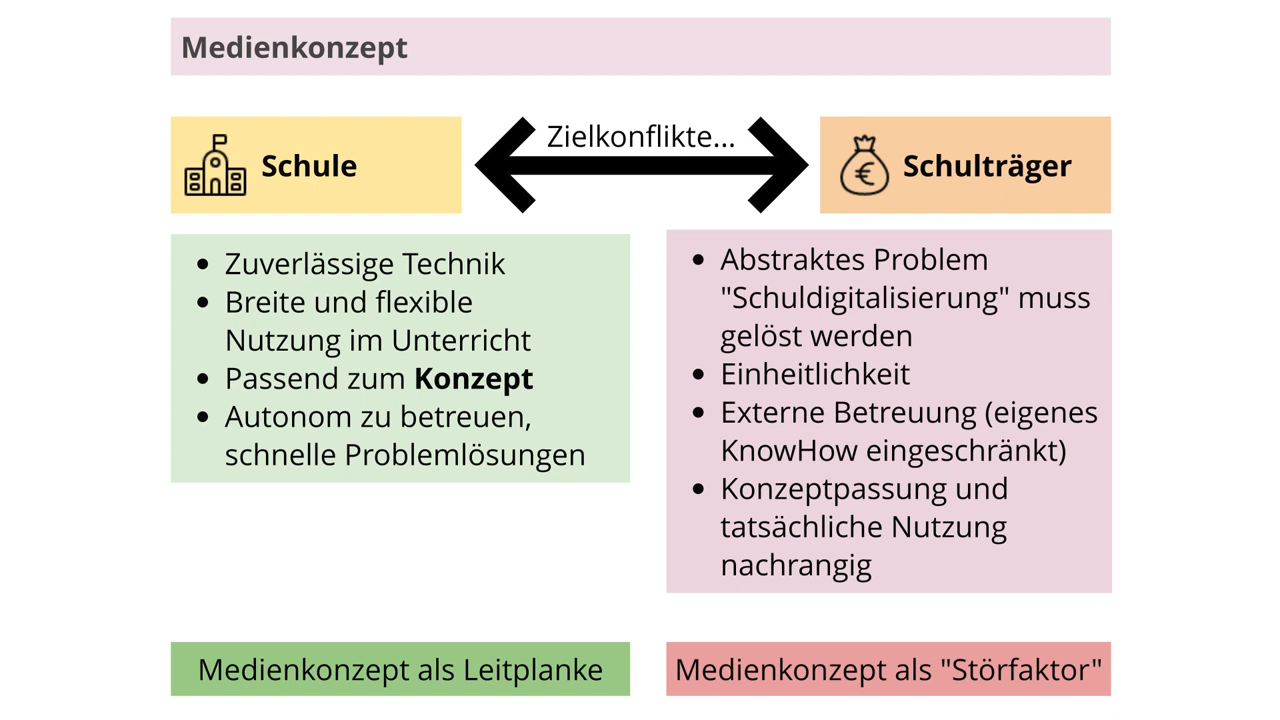 Medienkonzept
Schule
Zielkonflikte...
€
Schulträger
• Zuverlässige Technik
• Breite und flexible
Nutzung im Unterricht
• Passend zum Konzept
• Autonom zu betreuen,
schnelle Problemlösungen
• Abstraktes Problem
"Schuldigitalisierung" muss
gelöst werden
• Einheitlichkeit
• Externe Betreuung (eigenes
KnowHow eingeschränkt)
• Konzeptpassung und
tatsächliche Nutzung
nachrangig
Medienkonzept als Leitplanke
Medienkonzept als "Störfaktor"